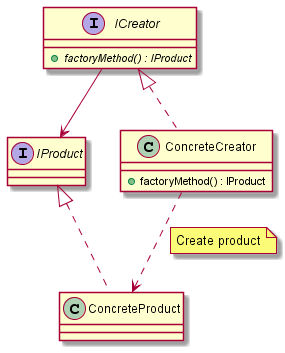 I ICreator
factoryMethod() : IProduct
I IProduct
C ConcreteCreator
factoryMethod() : IProduct
Create product
C ConcreteProduct